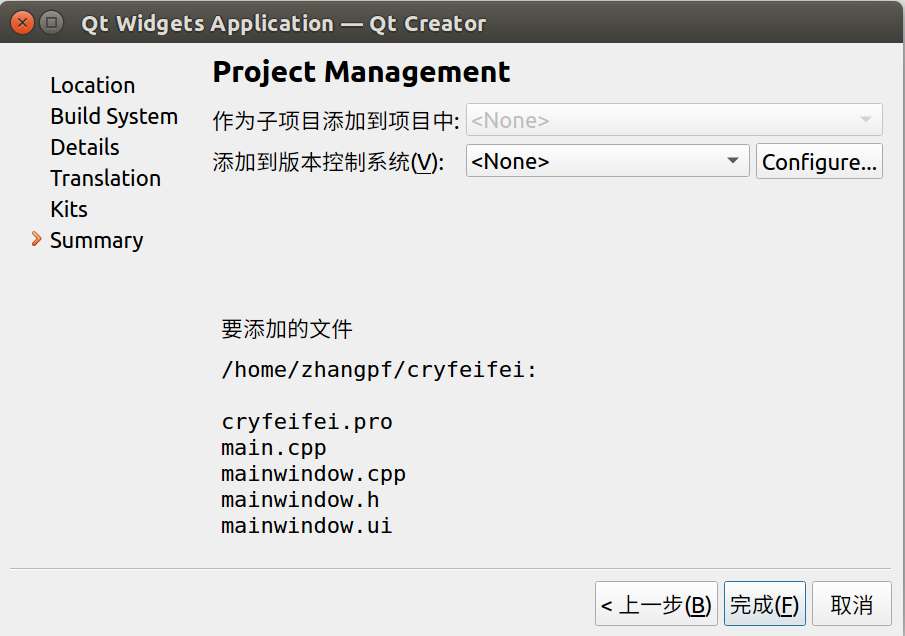 Qt Widgets Application — Qt Creator
Location
Build System
Details
Translation
Kits
Summary
Project Management
作为子项目添加到项目中: <None>
添加到版本控制系统(V): <None> Configure...
要添加的文件
/home/zhangpf/cryfeifei:
cryfeifei.pro
main.cpp
mainwindow.cpp
mainwindow.h
mainwindow.ui
< 上一步(B) 完成(F) 取消